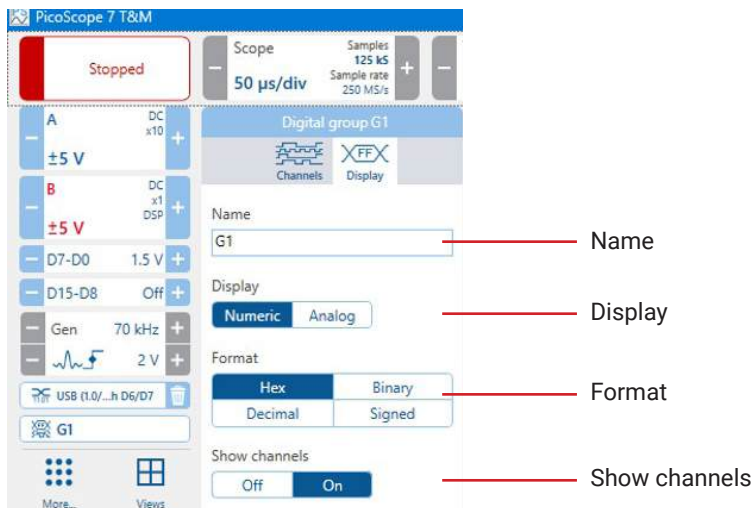 PicoScope 7 T&M
Stopped
Scope
50 µs/div
Samples
125 kS
Sample rate
250 MS/s
A
DC
x10
±5 V
B
DC
x1
DSP
±5 V
D7-D0 1.5 V
D15-D8 Off
Gen 70 kHz
2 V
USB (1.0/...h D6/D7
G1
More...
Views
Digital group G1
Channels
FF
Display
Name
G1
Display
Numeric Analog
Format
Hex Binary
Decimal Signed
Show channels
Off On
Name
Display
Format
Show channels